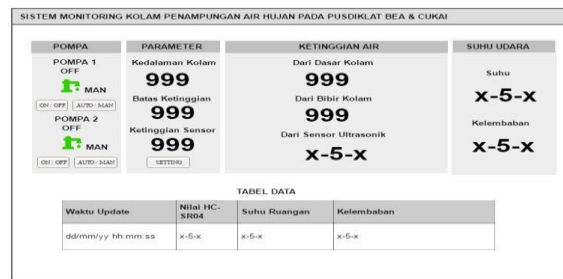 SISTEM MONITORING KOLAM PENAMPUNGAN AIR HUJAN PADA PUSDIKLAT BEA & CUKAI
POMPA
POMPA 1
OFF
MAN
ON / OFF AUTO / MAN
POMPA 2
OFF
MAN
ON / OFF AUTO / MAN
PARAMETER
Kedalaman Kolam
999
Batas Ketinggian
999
Ketinggian Sensor
999
SETTING
KETINGGIAN AIR
Dari Dasar Kolam
999
Dari Bibir Kolam
999
Dari Sensor Ultrasonik
x-5-x
SUHU UDARA
Suhu
x-5-x
Kelembaban
x-5-x
TABEL DATA
Waktu Update Nilai HC-SR04 Suhu Ruangan Kelembaban
dd/mm/yy hh:mm:ss x-5-x x-5-x x-5-x